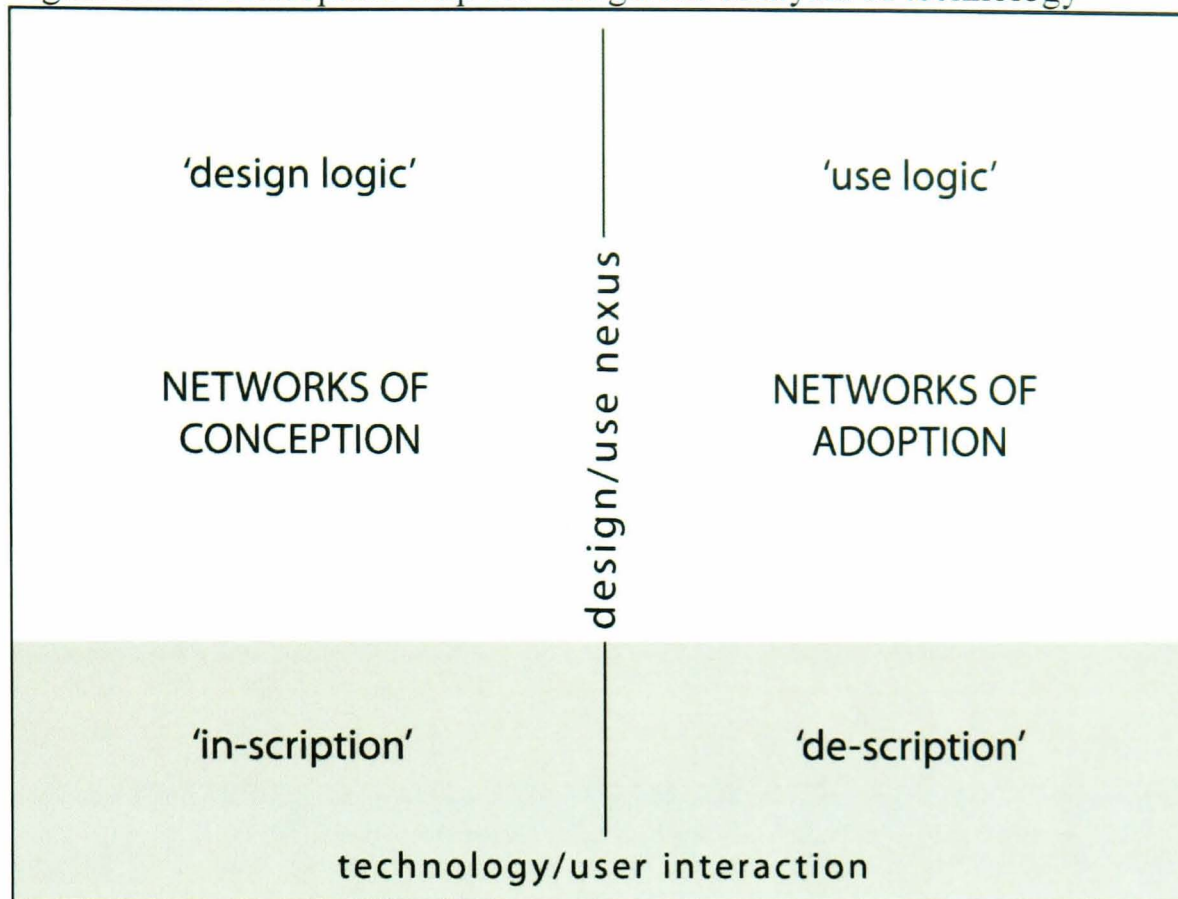 technology
'design logic'
'use logic'
NETWORKS OF
CONCEPTION
design/use nexus
NETWORKS OF
ADOPTION
'in-scription'
'de-scription'
technology/user interaction